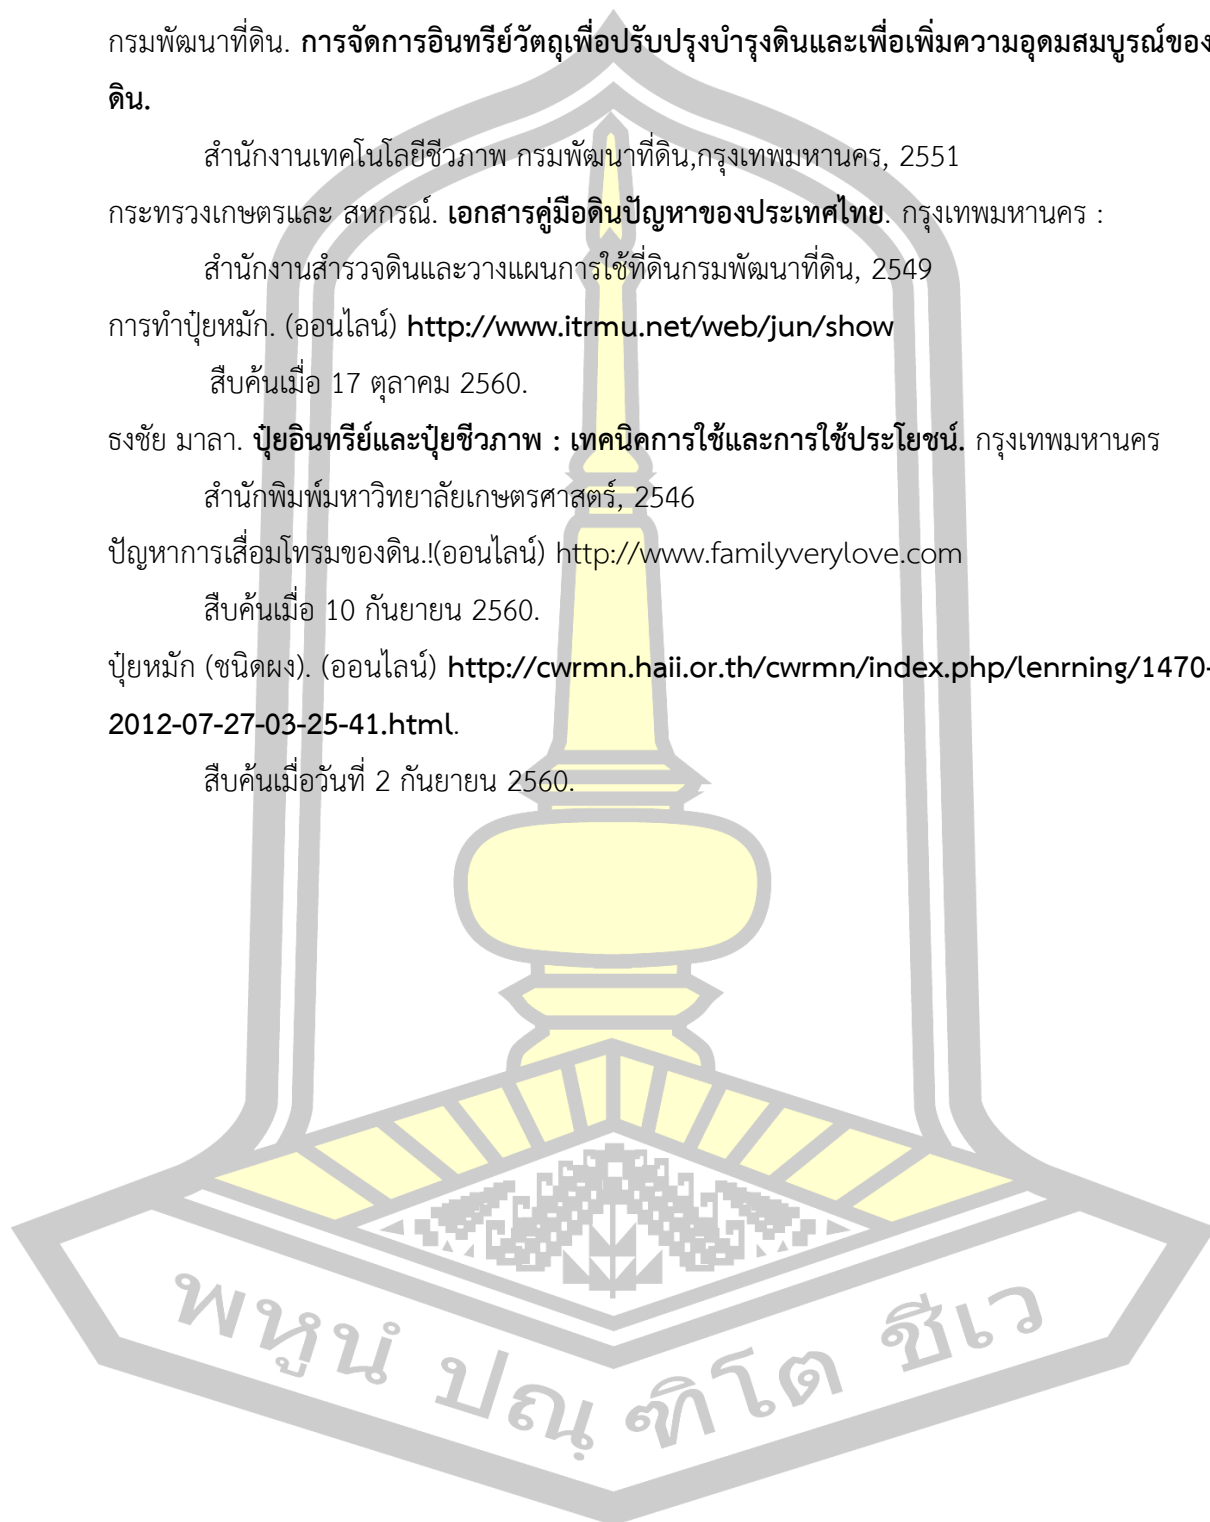 กรมพัฒนาที่ดิน. การจัดการอินทรีย์วัตถุเพื่อปรับปรุงบำรุงดินและเพื่อเพิ่มความอุดมสมบูรณ์ของ
ดิน.
สำนักงานเทคโนโลยีชีวภาพ กรมพัฒนาที่ดิน,กรุงเทพมหานคร, 2551
กระทรวงเกษตรและ สหกรณ์. เอกสารคู่มือดินปัญหาของประเทศไทย. กรุงเทพมหานคร :
สำนักงานสำรวจดินและวางแผนการใช้ที่ดินกรมพัฒนาที่ดิน, 2549
การทำปุ๋ยหมัก. (ออนไลน์) http://www.itrmu.net/web/jun/show
สืบค้นเมื่อ 17 ตุลาคม 2560.
ธงชัย มาลา. ปุ๋ยอินทรีย์และปุ๋ยชีวภาพ : เทคนิคการใช้และการใช้ประโยชน์. กรุงเทพมหานคร
สำนักพิมพ์มหาวิทยาลัยเกษตรศาสตร์, 2546
ปัญหาการเสื่อมโทรมของดิน.!(ออนไลน์) http://www.familyverylove.com
สืบค้นเมื่อ 10 กันยายน 2560.
ปุ๋ยหมัก (ชนิดผง). (ออนไลน์) http://cwrmn.haii.or.th/cwrmn/index.php/lenrning/1470-
2012-07-27-03-25-41.html.
สืบค้นเมื่อวันที่ 2 กันยายน 2560.
พหูนํ ปณฺฑิโต ชีเว